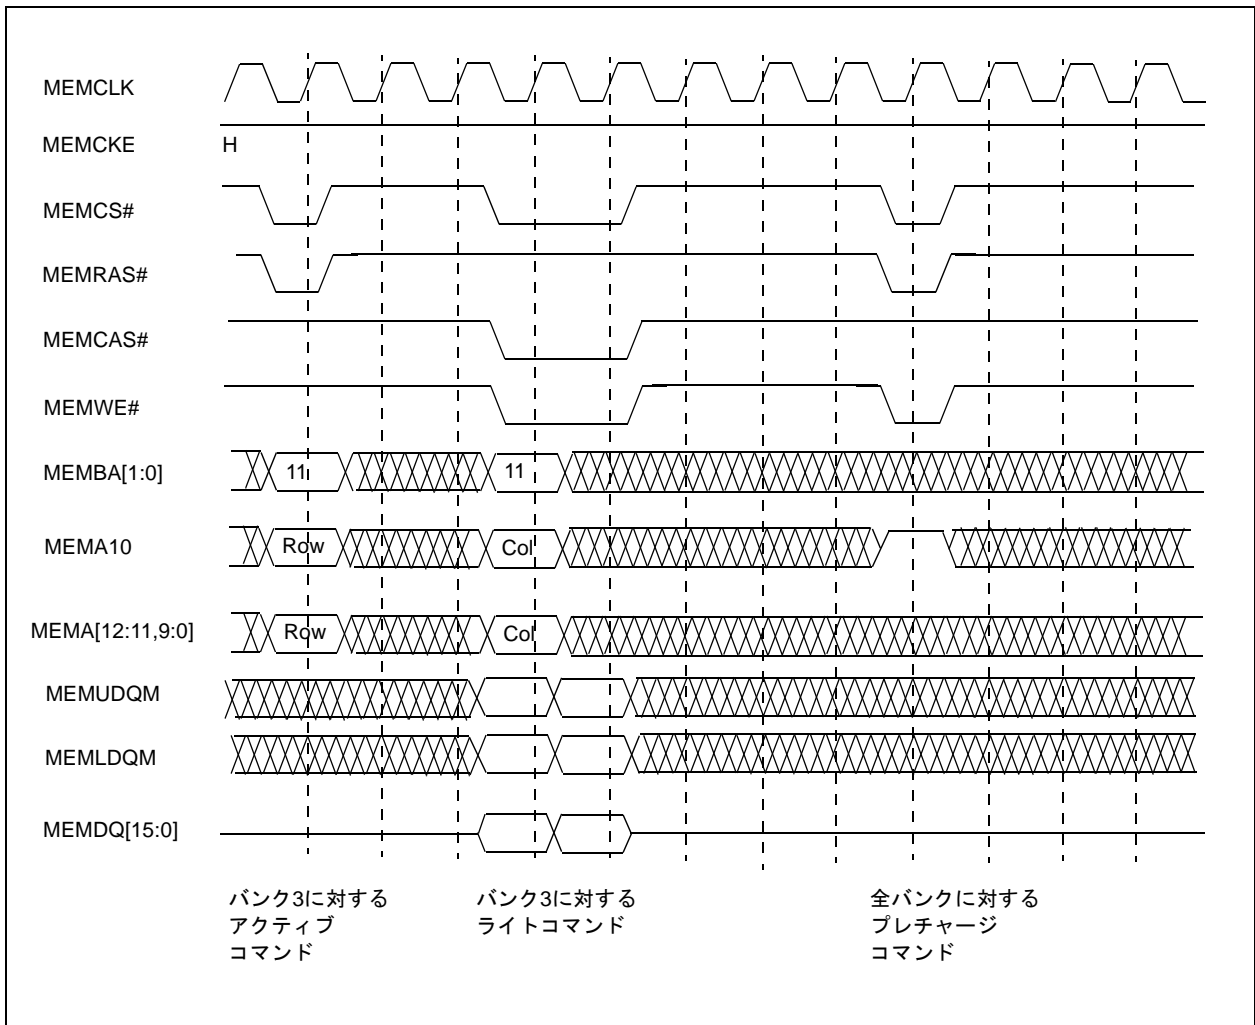 MEMCLK
MEMCKE H
MEMCS#
MEMRAS#
MEMCAS#
MEMWE#
MEMBA[1:0] 11 11
MEMA10 Row Col
MEMA[12:11,9:0] Row Col
MEMUDQM
MEMLDQM
MEMDQ[15:0]
バンク3に対する
アクティブ
コマンド
バンク3に対する
ライトコマンド
全バンクに対する
プレチャージ
コマンド